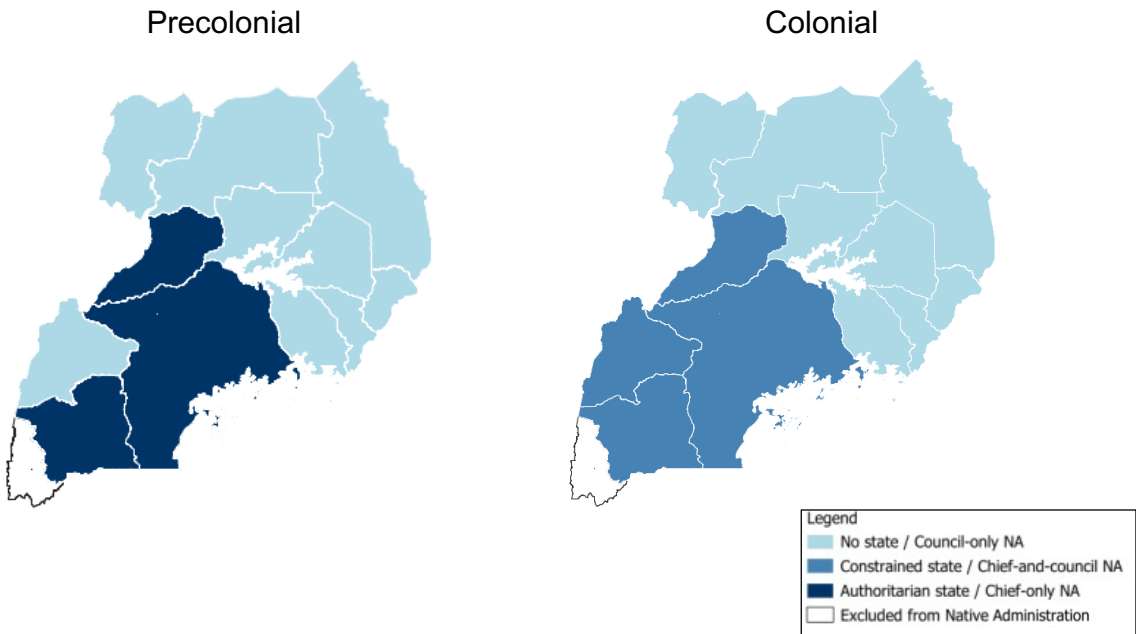 Precolonial
Colonial
Legend
No state / Council-only NA
Constrained state / Chief-and-council NA
Authoritarian state / Chief-only NA
Excluded from Native Administration